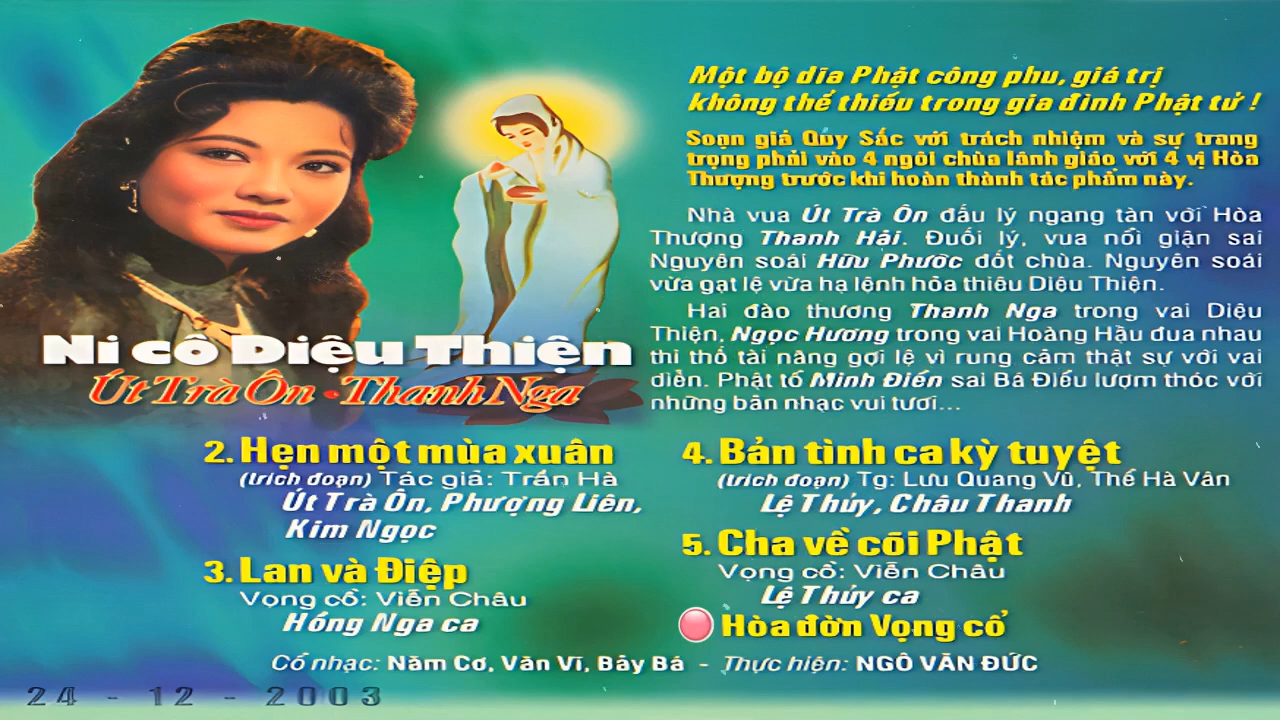 Một bộ dĩa Phật công phu, giá trị
không thể thiếu trong gia đình Phật tử !
Soạn giả Qúy Sắc với trách nhiệm và sự trang
trọng phải vào 4 ngôi chùa lãnh giáo với 4 vị Hòa
Thượng trước khi hoàn thành tác phẩm này.
Nhà vua Út Trà Ôn đấu lý ngang tàn với Hòa
Thượng Thanh Hải. Đuối lý, vua nổi giận sai
Nguyên soái Hữu Phước đốt chùa. Nguyên soái
vừa gạt lệ vừa hạ lệnh hỏa thiêu Diệu Thiện.
Hai đào thương Thanh Nga trong vai Diệu
Thiện, Ngọc Hương trong vai Hoàng Hậu đua nhau
thi thố tài năng gợi lệ vì rung cảm thật sự với vai
diễn. Phật tổ Minh Điển sai Bá Điểu lượm thóc với
những bản nhạc vui tươi...
Ni cô Diệu Thiện
Út Trà Ôn • Thanh Nga
2. Hẹn một mùa xuân
(trích đoạn) Tác giả: Trần Hà
Út Trà Ôn, Phượng Liên,
Kim Ngọc
3. Lan và Điệp
Vọng cổ: Viễn Châu
Hồng Nga ca
4. Bản tình ca kỳ tuyệt
(trích đoạn) Tg: Lưu Quang Vũ, Thể Hà Vân
Lệ Thủy, Châu Thanh
5. Cha về cõi Phật
Vọng cổ: Viễn Châu
Lệ Thủy ca
Hòa đờn Vọng cổ
Cổ nhạc: Năm Cơ, Văn Vĩ, Bảy Bá - Thực hiện: NGÔ VĂN ĐỨC
24 - 12 - 2003